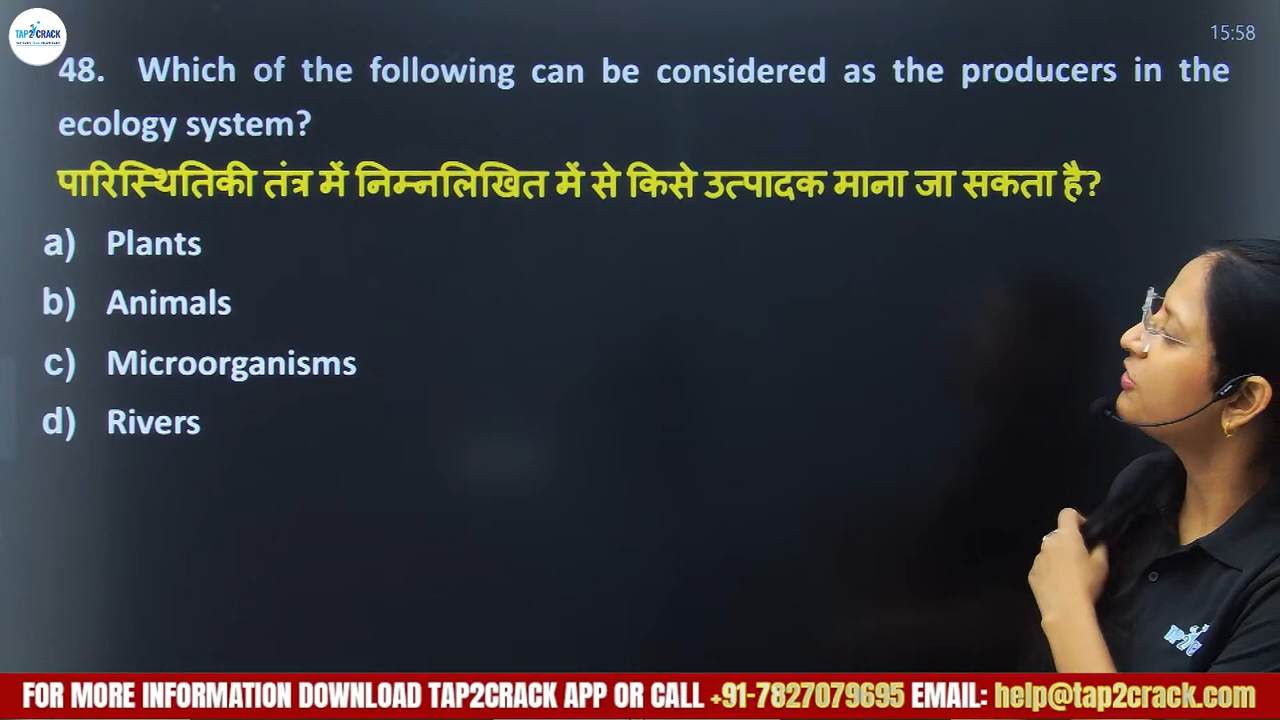 TAP2CRACK
15:58
48. Which of the following can be considered as the producers in the
ecology system?
पारिस्थितिकी तंत्र में निम्नलिखित में से किसे उत्पादक माना जा सकता है?
a) Plants
b) Animals
c) Microorganisms
d) Rivers
FOR MORE INFORMATION DOWNLOAD TAP2CRACK APP OR CALL +91-7827079695 EMAIL: help@tap2crack.com